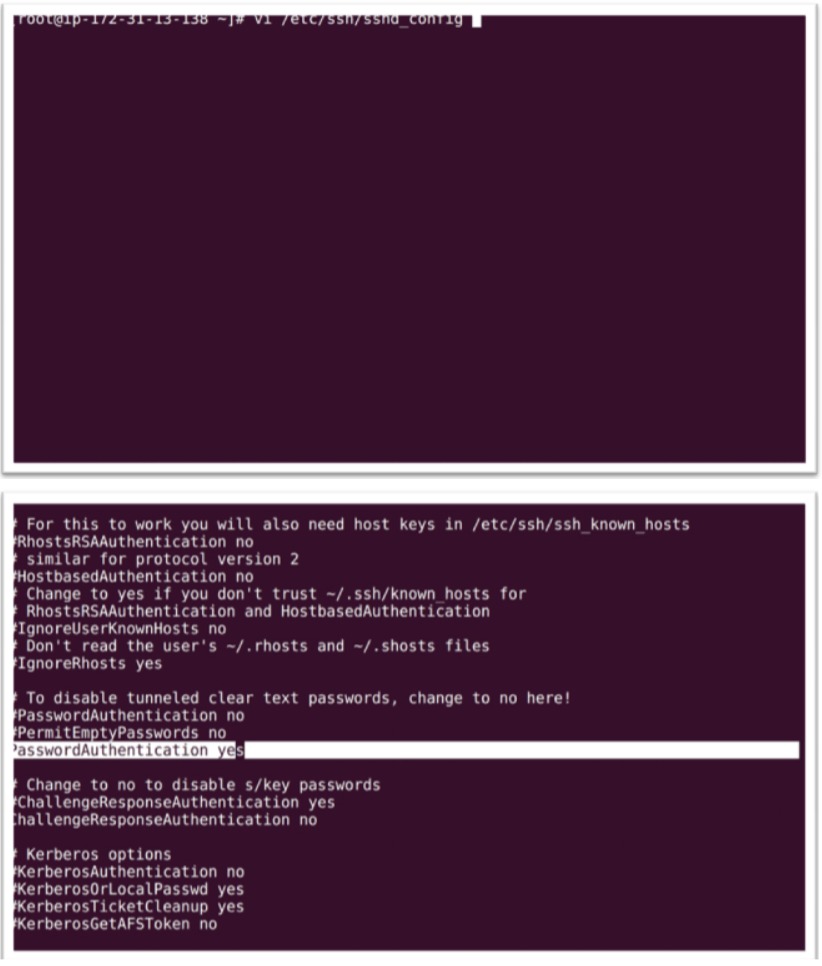 [root@ip-172-31-13-138 ~]# vi /etc/ssh/sshd_config
# For this to work you will also need host keys in /etc/ssh/ssh_known_hosts
#RhostsRSAAuthentication no
# similar for protocol version 2
#HostbasedAuthentication no
# Change to yes if you don't trust ~/.ssh/known_hosts for
# RhostsRSAAuthentication and HostbasedAuthentication
#IgnoreUserKnownHosts no
# Don't read the user's ~/.rhosts and ~/.shosts files
#IgnoreRhosts yes
# To disable tunneled clear text passwords, change to no here!
#PasswordAuthentication no
#PermitEmptyPasswords no
PasswordAuthentication yes
# Change to no to disable s/key passwords
#ChallengeResponseAuthentication yes
ChallengeResponseAuthentication no
# Kerberos options
#KerberosAuthentication no
#KerberosOrLocalPasswd yes
#KerberosTicketCleanup yes
#KerberosGetAFSToken no